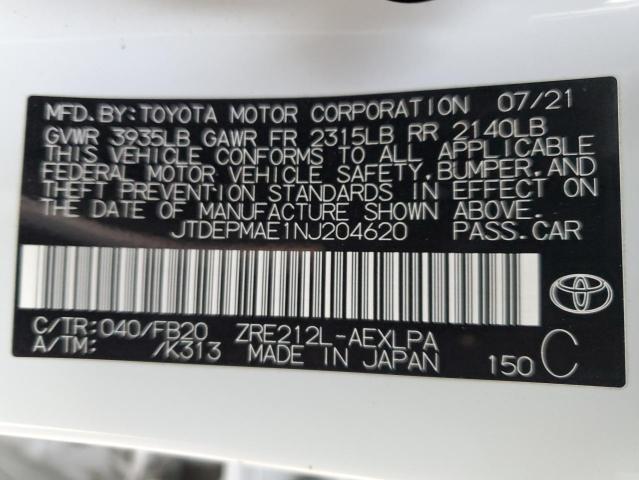 MFD.BY:TOYOTA MOTOR CORPORATION 07/21
GVWR 3935LB GAWR FR 2315LB RR 2140LB
THIS VEHICLE CONFORMS TO ALL APPLICABLE
FEDERAL MOTOR VEHICLE SAFETY,BUMPER,AND
THEFT PREVENTION STANDARDS IN EFFECT ON
THE DATE OF MANUFACTURE SHOWN ABOVE.
JTDEPMAE1NJ204620 PASS.CAR
C/TR:040/FB20 ZRE212L-AEXLPA
A/TM: /K313 MADE IN JAPAN 150 C